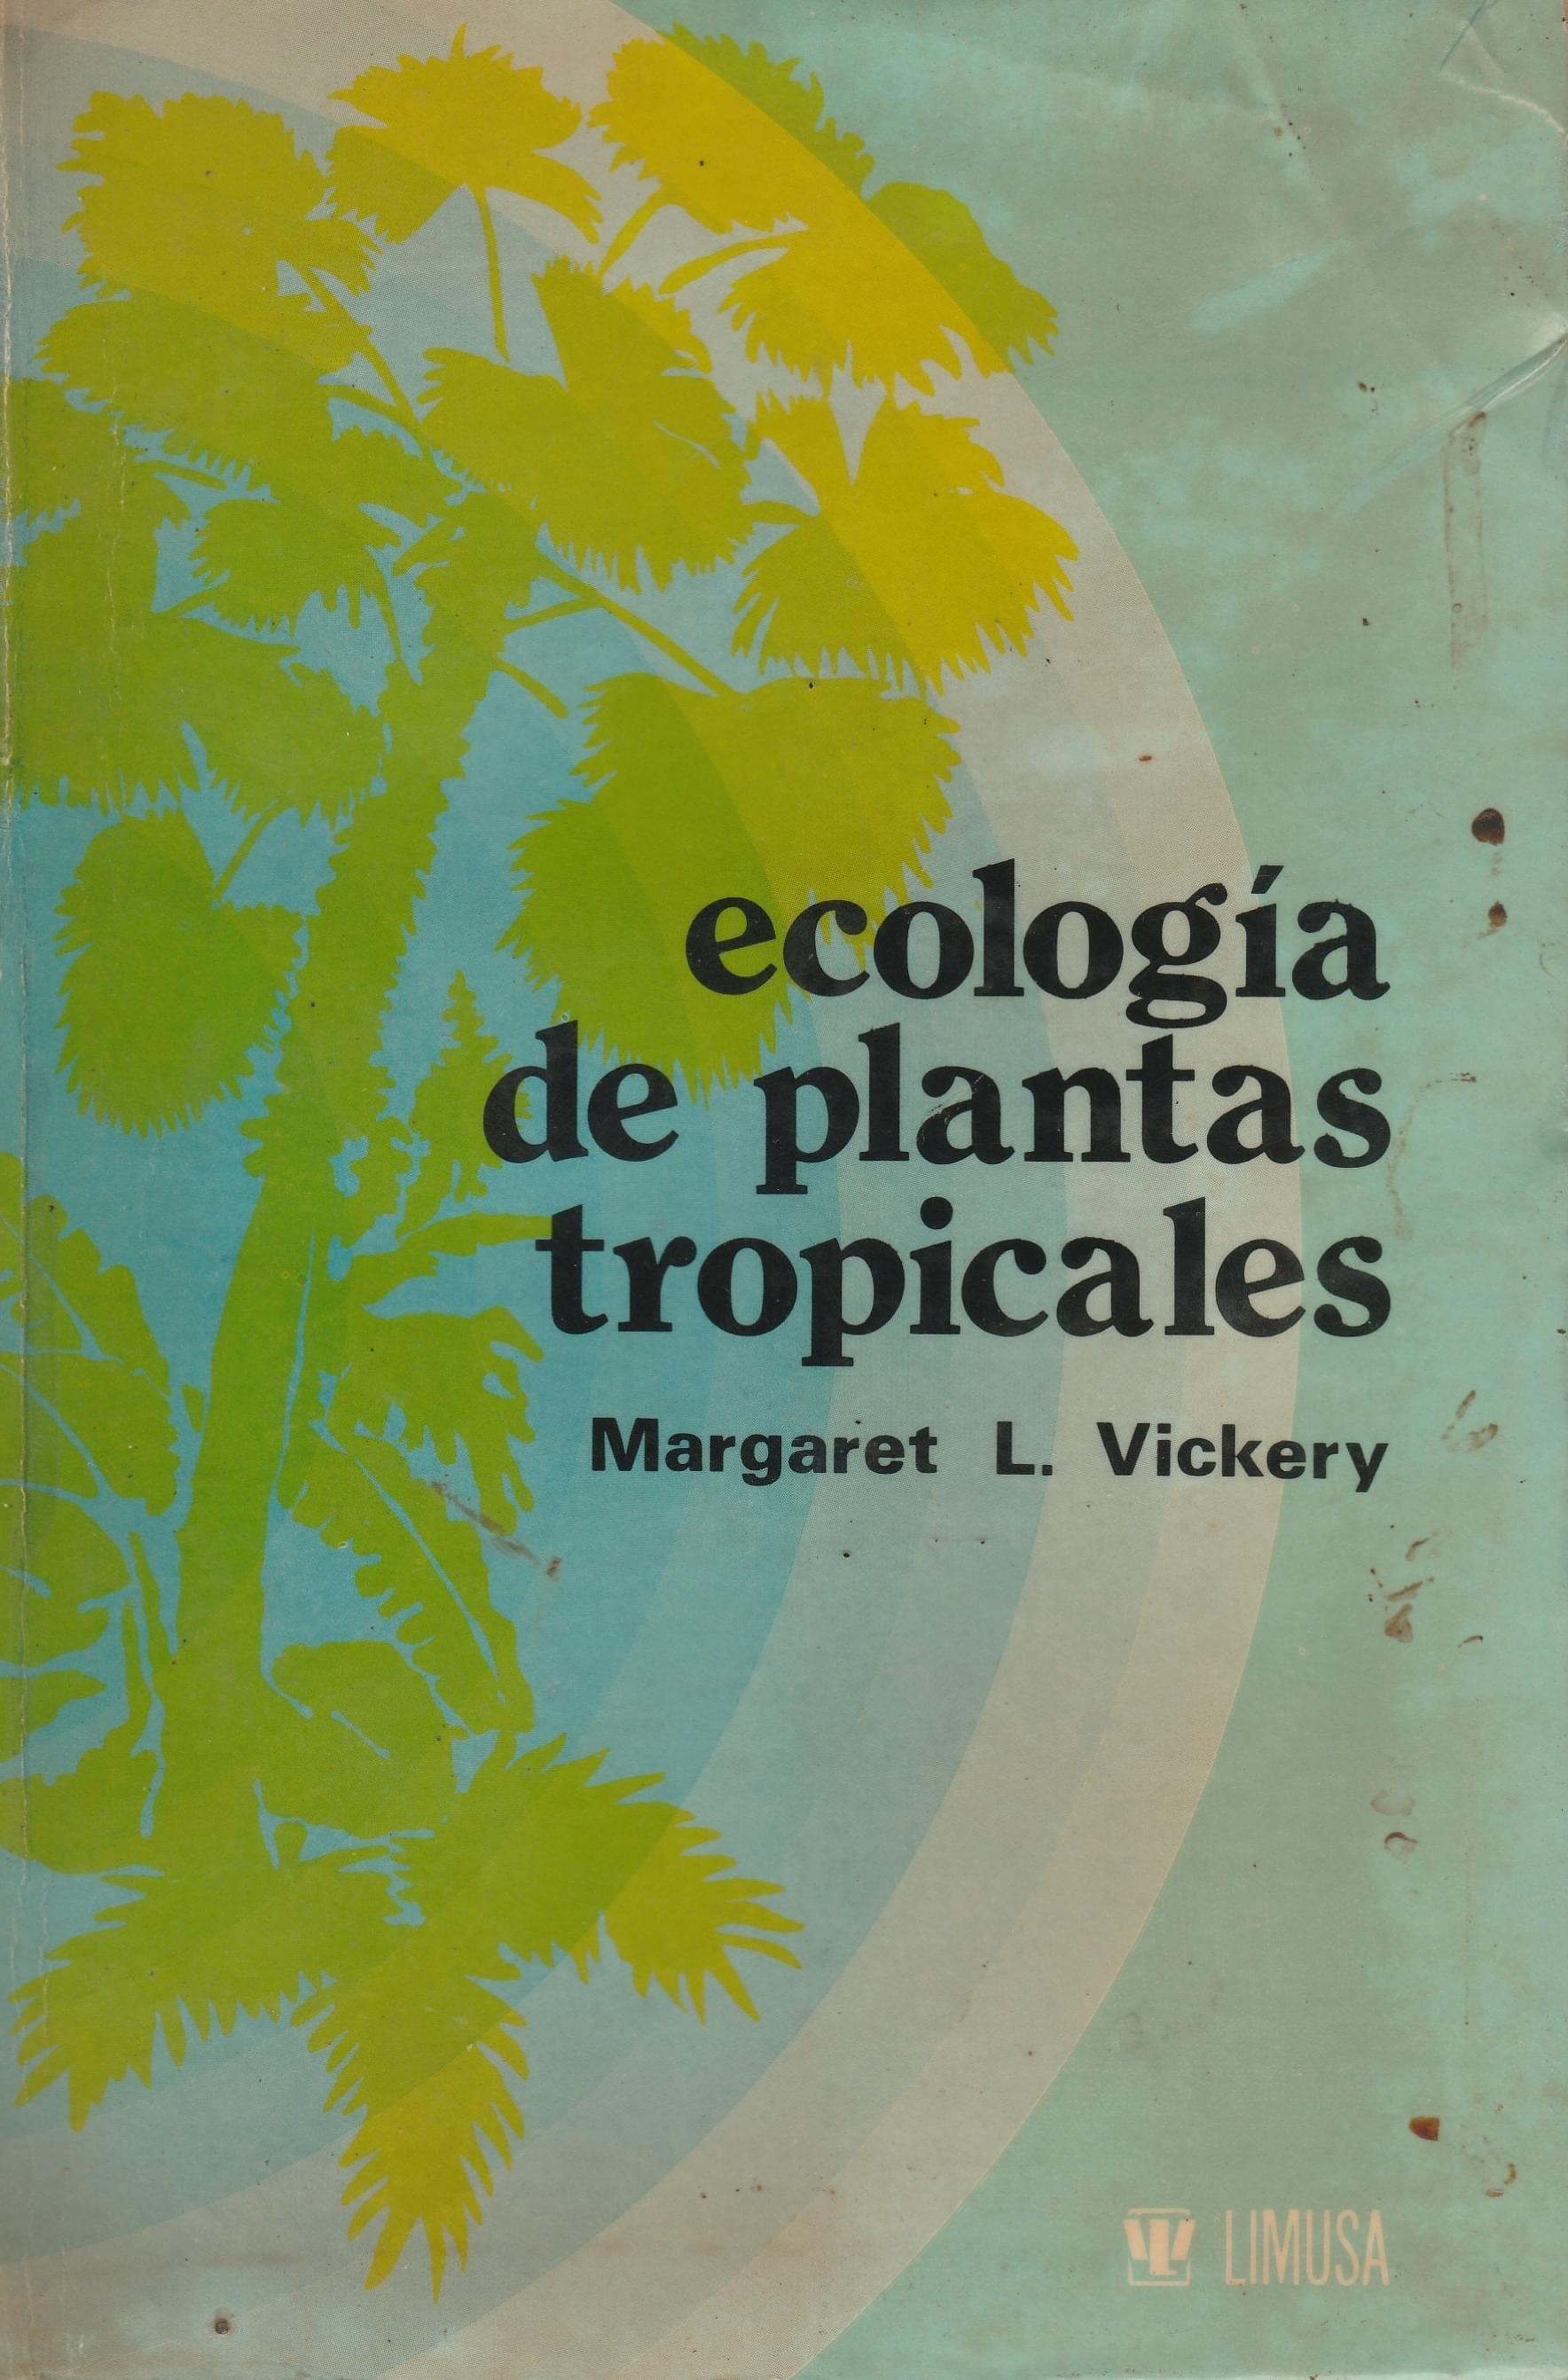 ecología
de plantas
tropicales
Margaret L. Vickery
LIMUSA